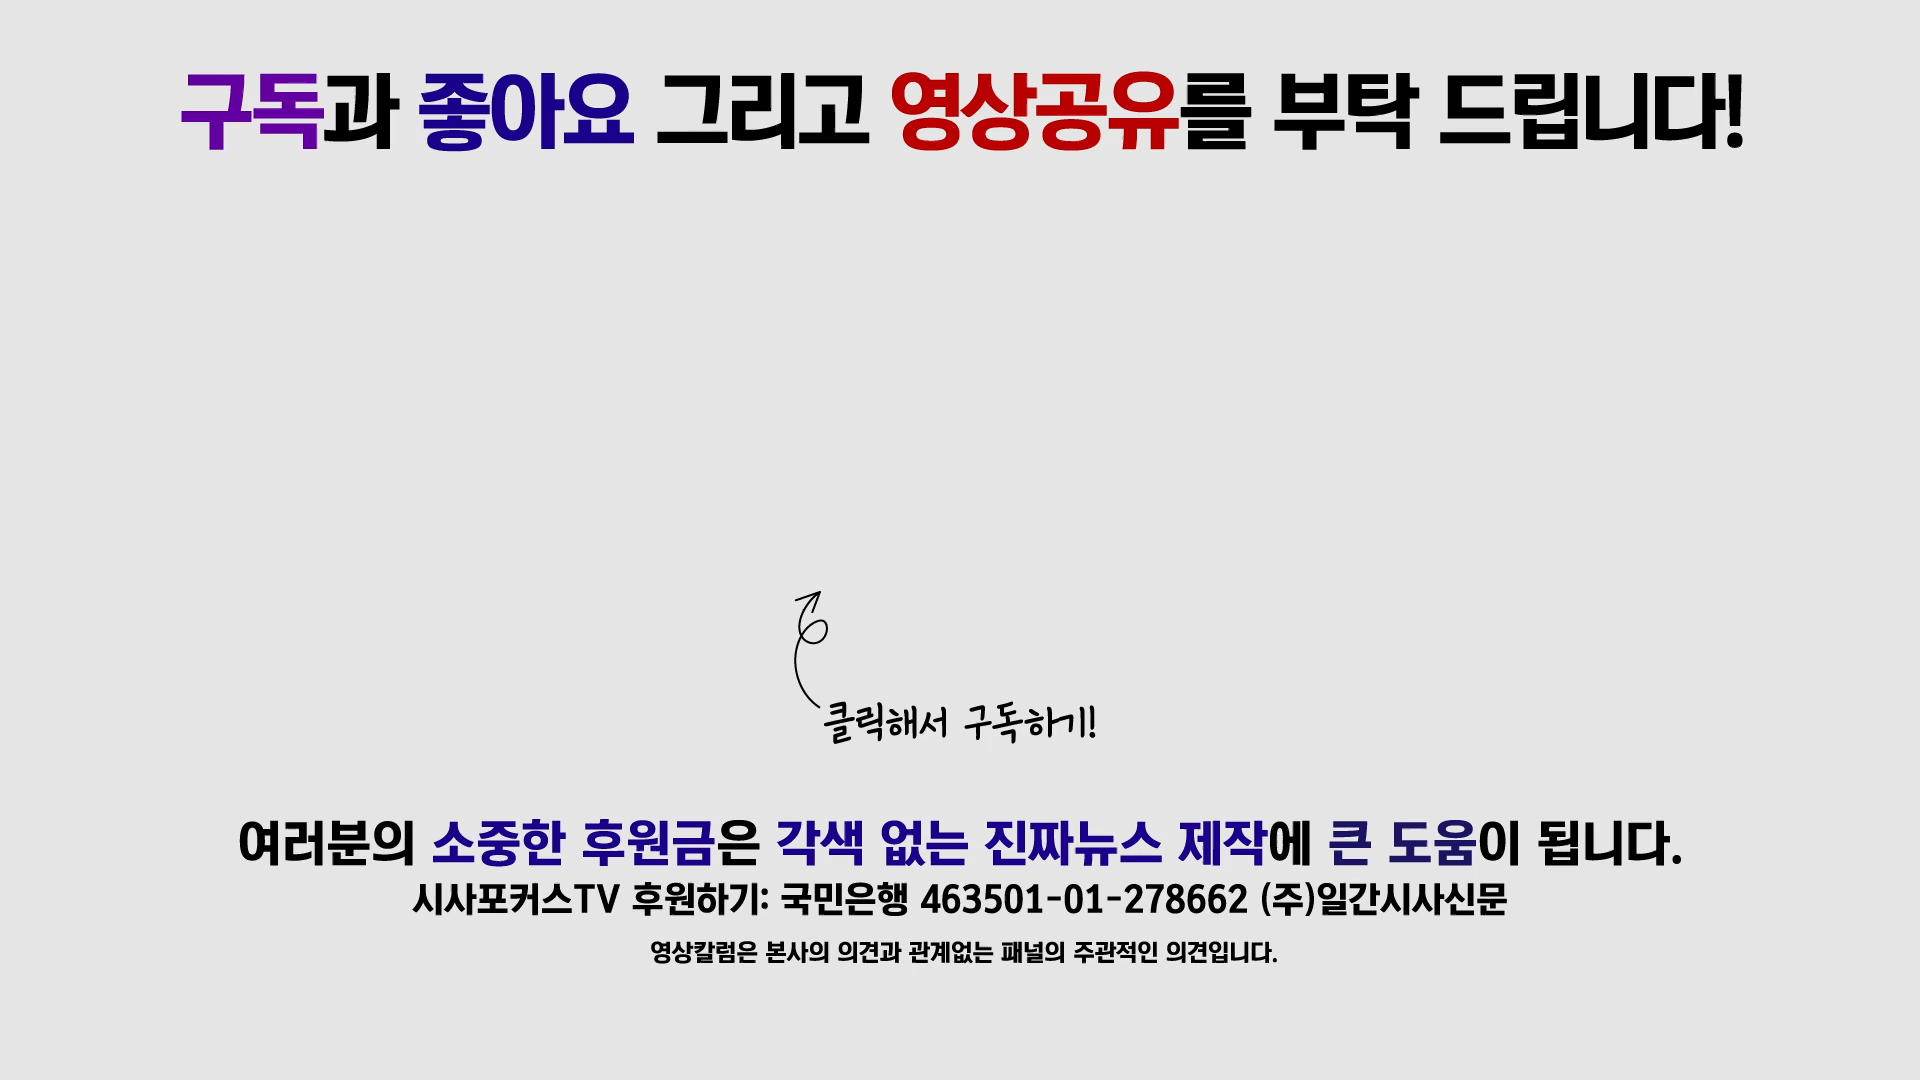 구독과 좋아요 그리고 영상공유를 부탁 드립니다!
클릭해서 구독하기!
여러분의 소중한 후원금은 각색 없는 진짜뉴스 제작에 큰 도움이 됩니다.
시사포커스TV 후원하기: 국민은행 463501-01-278662 (주)일간시사신문
영상칼럼은 본사의 의견과 관계없는 패널의 주관적인 의견입니다.